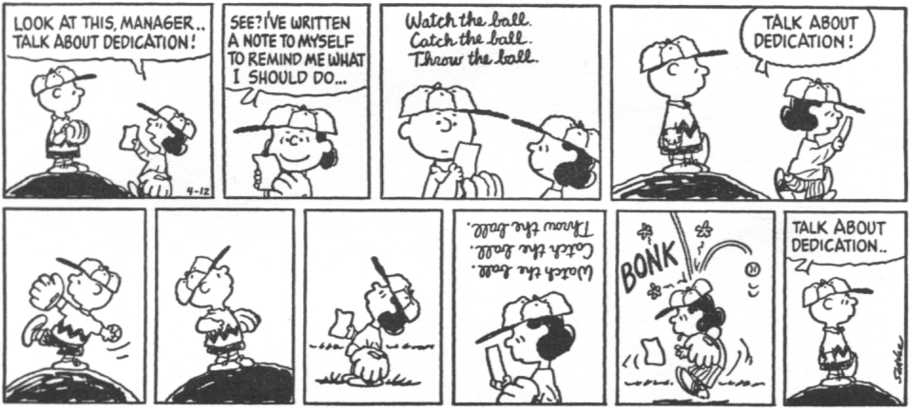 LOOK AT THIS, MANAGER..
TALK ABOUT DEDICATION!
4-12
SEE? I'VE WRITTEN
A NOTE TO MYSELF
TO REMIND ME WHAT
I SHOULD DO...
Watch the ball.
Catch the ball.
Throw the ball.
TALK ABOUT
DEDICATION!
Watch the ball.
Catch the ball.
Throw the ball.
BONK
TALK ABOUT
DEDICATION..
SCHULZ